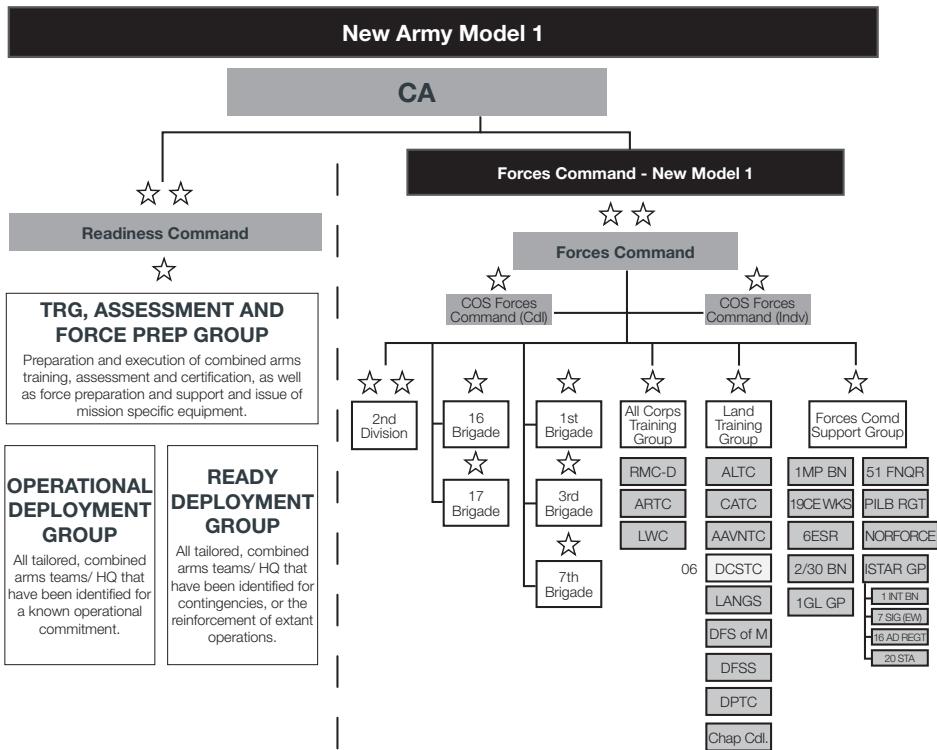 New Army Model 1
CA
Readiness Command
TRG, ASSESSMENT AND
FORCE PREP GROUP
Preparation and execution of combined arms
training, assessment and certification, as well
as force preparation and support and issue of
mission specific equipment.
OPERATIONAL
DEPLOYMENT
GROUP
All tailored, combined
arms teams/ HQ that
have been identified for
a known operational
commitment.
READY
DEPLOYMENT
GROUP
All tailored, combined
arms teams/ HQ that
have been identified for
contingencies, or the
reinforcement of extant
operations.
Forces Command - New Model 1
Forces Command
COS Forces
Command (Cdl)
COS Forces
Command (Indv)
2nd
Division
16
Brigade
17
Brigade
1st
Brigade
3rd
Brigade
7th
Brigade
All Corps
Training
Group
RMC-D
ARTC
LWC
Land
Training
Group
ALTC
CATC
AAVNTC
06
DCSTC
LANGS
DFS of M
DFSS
DPTC
Chap Cdl.
Forces Comd
Support Group
1MP BN
19CE WKS
6ESR
2/30 BN
1GL GP
51 FNQR
PILB RGT
NORFORCE
ISTAR GP
1 INT BN
7 SIG (EW)
16 AD REGT
20 STA